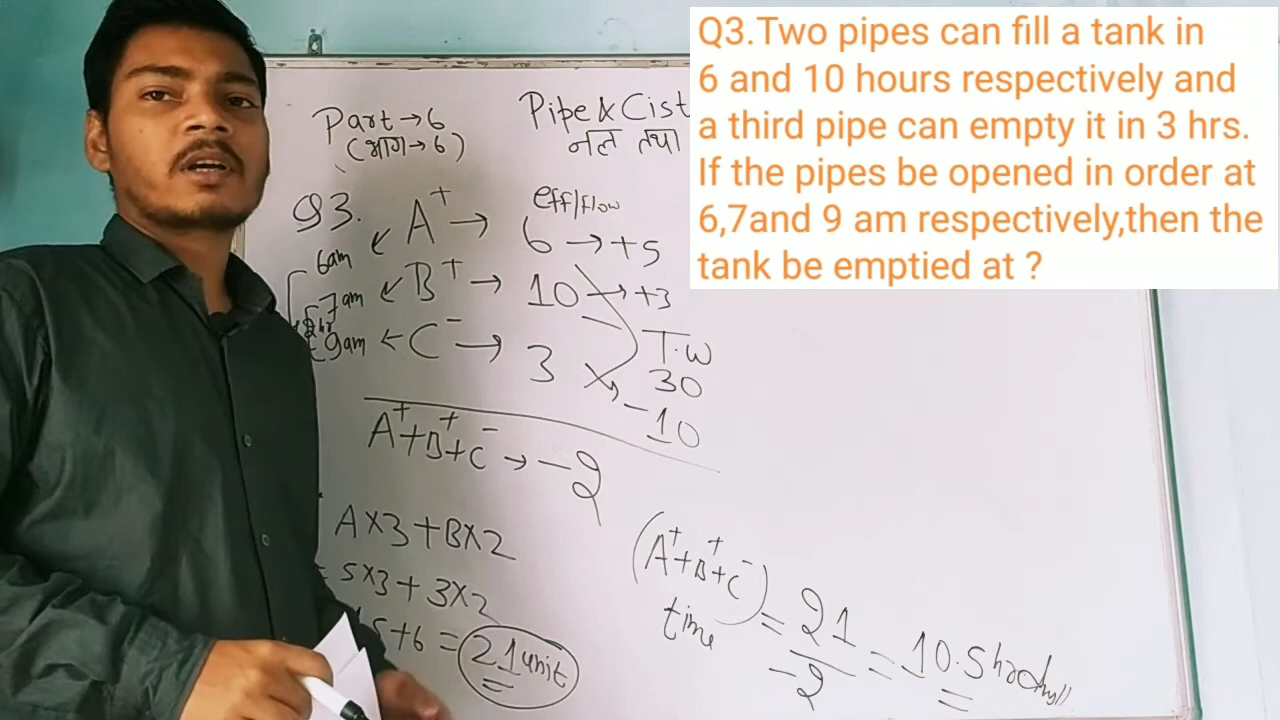 Q3.Two pipes can fill a tank in
6 and 10 hours respectively and
a third pipe can empty it in 3 hrs.
If the pipes be opened in order at
6,7and 9 am respectively,then the
tank be emptied at ?
Part→6
(भाग→6)
Pipe & Cist
नल तथा
eff/flow
Q3.
6am ↙ A⁺ → 6 → +5
7am ↙ B⁺ → 10 → +3
9am ← C⁻ → 3
T.W
30
-10
A⁺+B⁺+C⁻ → -2
A×3+B×2
= 5×3+3×2
5+6 = 21 unit
(A⁺+B⁺+C⁻) time = 21/-2 = 10.5